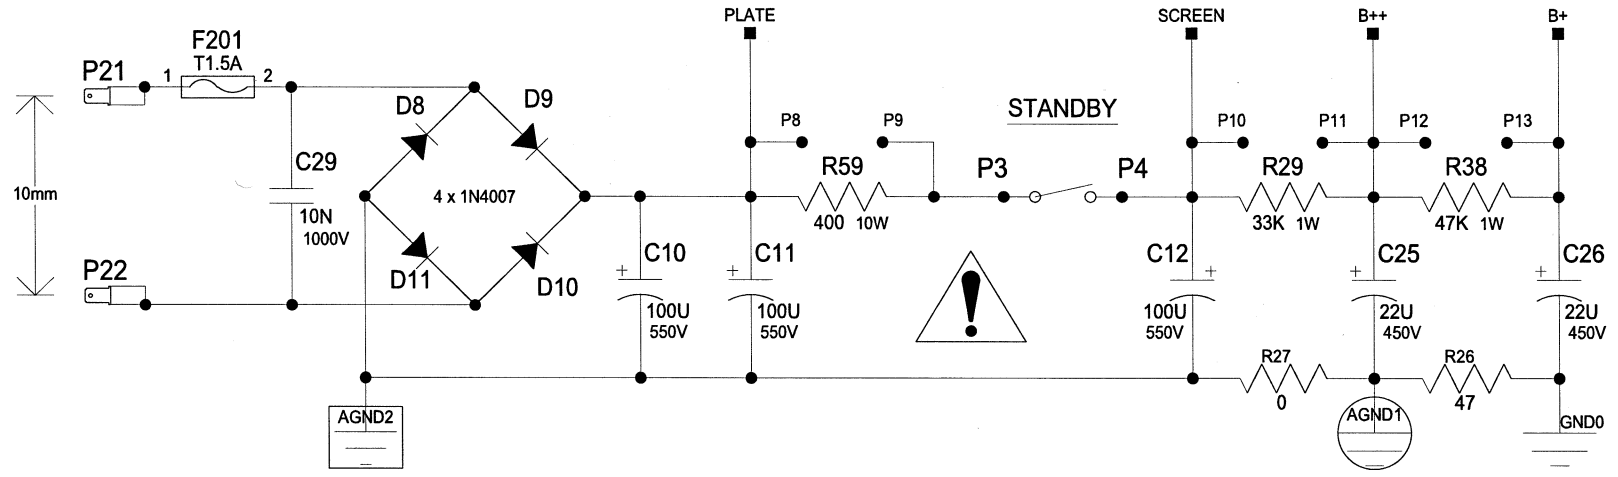 PLATE
SCREEN
B++
B+
F201
T1.5A
P21
1
2
D8
D9
STANDBY
P8
P9
P10
P11
P12
P13
C29
10N
1000V
10mm
4 x 1N4007
R59
400
10W
P3
P4
R29
33K
1W
R38
47K
1W
P22
D11
D10
C10
+
100U
550V
C11
+
100U
550V
!
C12
+
100U
550V
C25
+
22U
450V
C26
+
22U
450V
R27
0
R26
47
AGND2
AGND1
GND0